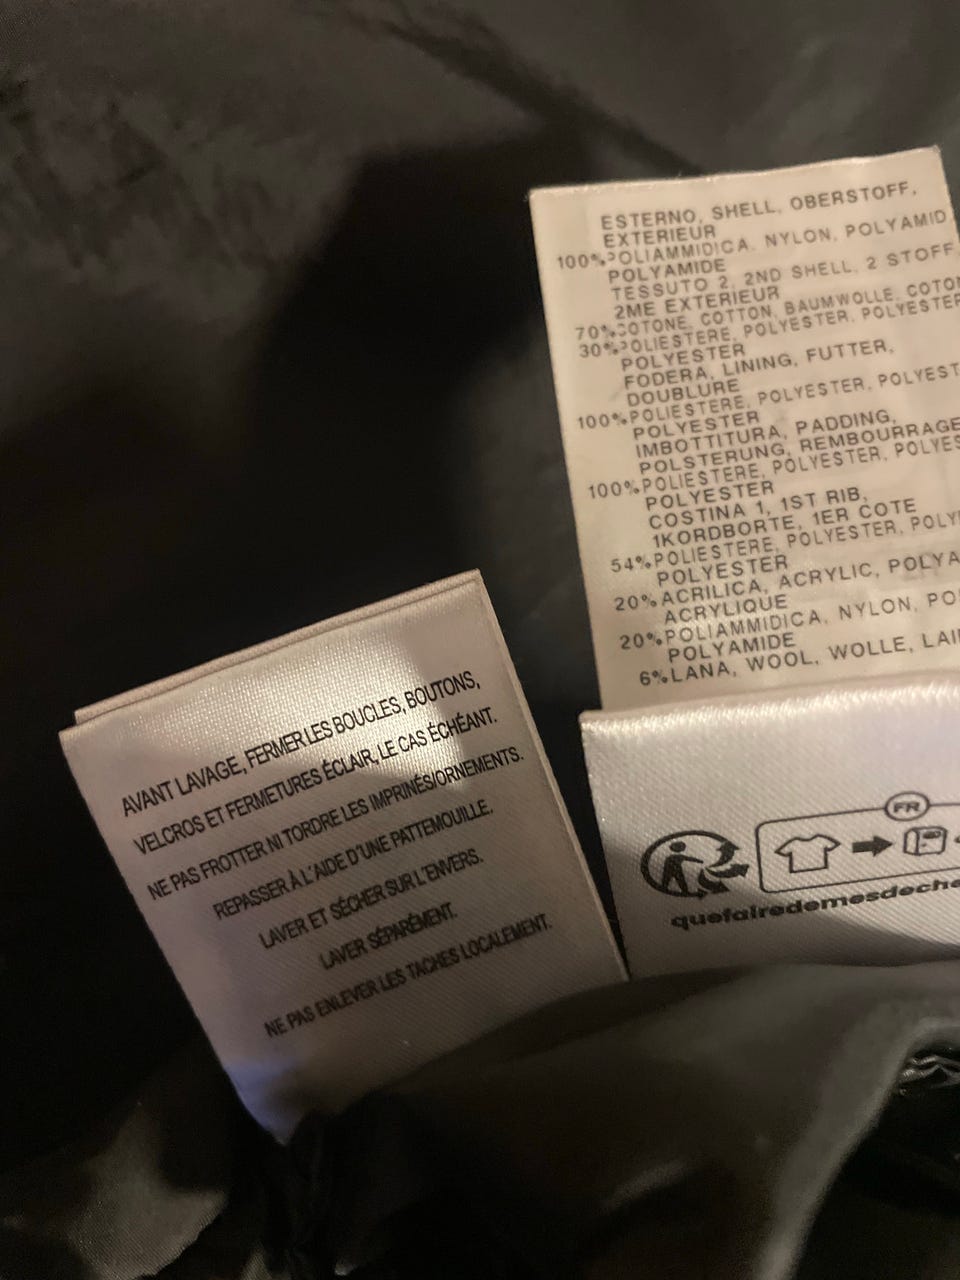 AVANT LAVAGE, FERMER LES BOUCLES, BOUTONS,
VELCROS ET FERMETURES ÉCLAIR, LE CAS ÉCHÉANT.
NE PAS FROTTER NI TORDRE LES IMPRINÉS/ORNEMENTS.
REPASSER À L'AIDE D'UNE PATTEMOUILLE.
LAVER ET SÉCHER SUR L'ENVERS.
LAVER SÉPARÉMENT.
NE PAS ENLEVER LES TACHES LOCALEMENT.
ESTERNO, SHELL, OBERSTOFF,
EXTERIEUR
100% POLIAMMIDICA, NYLON, POLYAMID
POLYAMIDE
TESSUTO 2, 2ND SHELL, 2 STOFF,
2ME EXTERIEUR
70% COTONE, COTTON, BAUMWOLLE, COTON
30% POLIESTERE, POLYESTER, POLYESTER
POLYESTER
FODERA, LINING, FUTTER,
DOUBLURE
100% POLIESTERE, POLYESTER, POLYEST
POLYESTER
IMBOTTITURA, PADDING,
POLSTERUNG, REMBOURRAGE
100% POLIESTERE, POLYESTER, POLYES
POLYESTER
COSTINA 1, 1ST RIB,
1KORDBORTE, 1ER COTE
54% POLIESTERE, POLYESTER, POLY
POLYESTER
20% ACRILICA, ACRYLIC, POLYA
ACRYLIQUE
20% POLIAMMIDICA, NYLON, PO
POLYAMIDE
6% LANA, WOOL, WOLLE, LAI
FR
quefairedemesdeche